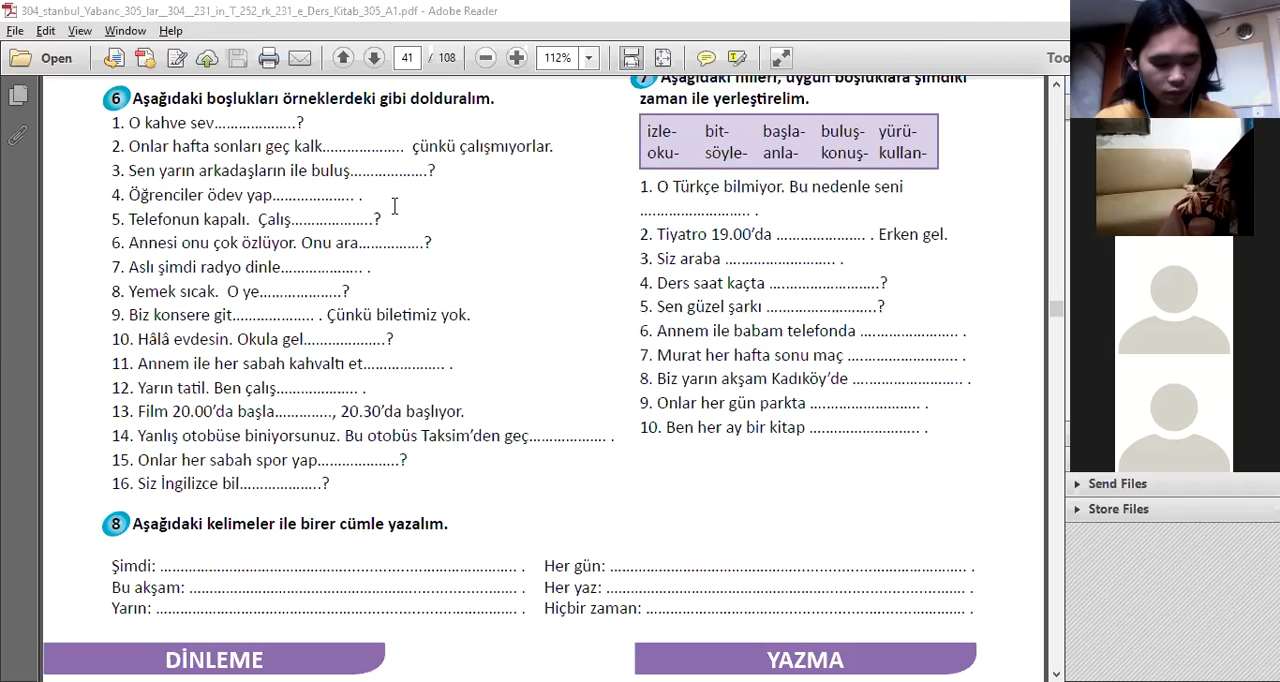 304_stanbul_Yabanc_305_lar__304__231_in_T_252_rk_231_e_Ders_Kitab_305_A1.pdf - Adobe Reader
File Edit View Window Help
Open 41 / 108 112% Too
6 Aşağıdaki boşlukları örneklerdeki gibi dolduralım.
1. O kahve sev....................?
2. Onlar hafta sonları geç kalk.................... çünkü çalışmıyorlar.
3. Sen yarın arkadaşların ile buluş...................?
4. Öğrenciler ödev yap.................... .
5. Telefonun kapalı. Çalış....................?
6. Annesi onu çok özlüyor. Onu ara................?
7. Aslı şimdi radyo dinle.................... .
8. Yemek sıcak. O ye....................?
9. Biz konsere git.................... . Çünkü biletimiz yok.
10. Hâlâ evdesin. Okula gel....................?
11. Annem ile her sabah kahvaltı et.................... .
12. Yarın tatil. Ben çalış.................... .
13. Film 20.00’da başla............., 20.30’da başlıyor.
14. Yanlış otobüse biniyorsunuz. Bu otobüs Taksim’den geç................... .
15. Onlar her sabah spor yap....................?
16. Siz İngilizce bil....................?
7 Aşağıdaki fiileri, uygun boşluklara şimdiki
zaman ile yerleştirelim.
izle- bit- başla- buluş- yürü-
oku- söyle- anla- konuş- kullan-
1. O Türkçe bilmiyor. Bu nedenle seni
........................... .
2. Tiyatro 19.00’da ...................... . Erken gel.
3. Siz araba ........................... .
4. Ders saat kaçta ...........................?
5. Sen güzel şarkı ...........................?
6. Annem ile babam telefonda ......................... .
7. Murat her hafta sonu maç ........................... .
8. Biz yarın akşam Kadıköy’de ........................... .
9. Onlar her gün parkta ........................... .
10. Ben her ay bir kitap ........................... .
8 Aşağıdaki kelimeler ile birer cümle yazalım.
Şimdi: .................................................................................... .
Bu akşam: .............................................................................. .
Yarın: .................................................................................... .
Her gün: .................................................................................... .
Her yaz: .................................................................................... .
Hiçbir zaman: ........................................................................... .
DİNLEME
YAZMA
Send Files
Store Files